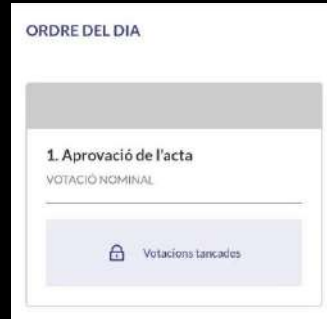 ORDRE DEL DIA
1. Aprovació de l'acta
VOTACIÓ NOMINAL
Votacions tancades